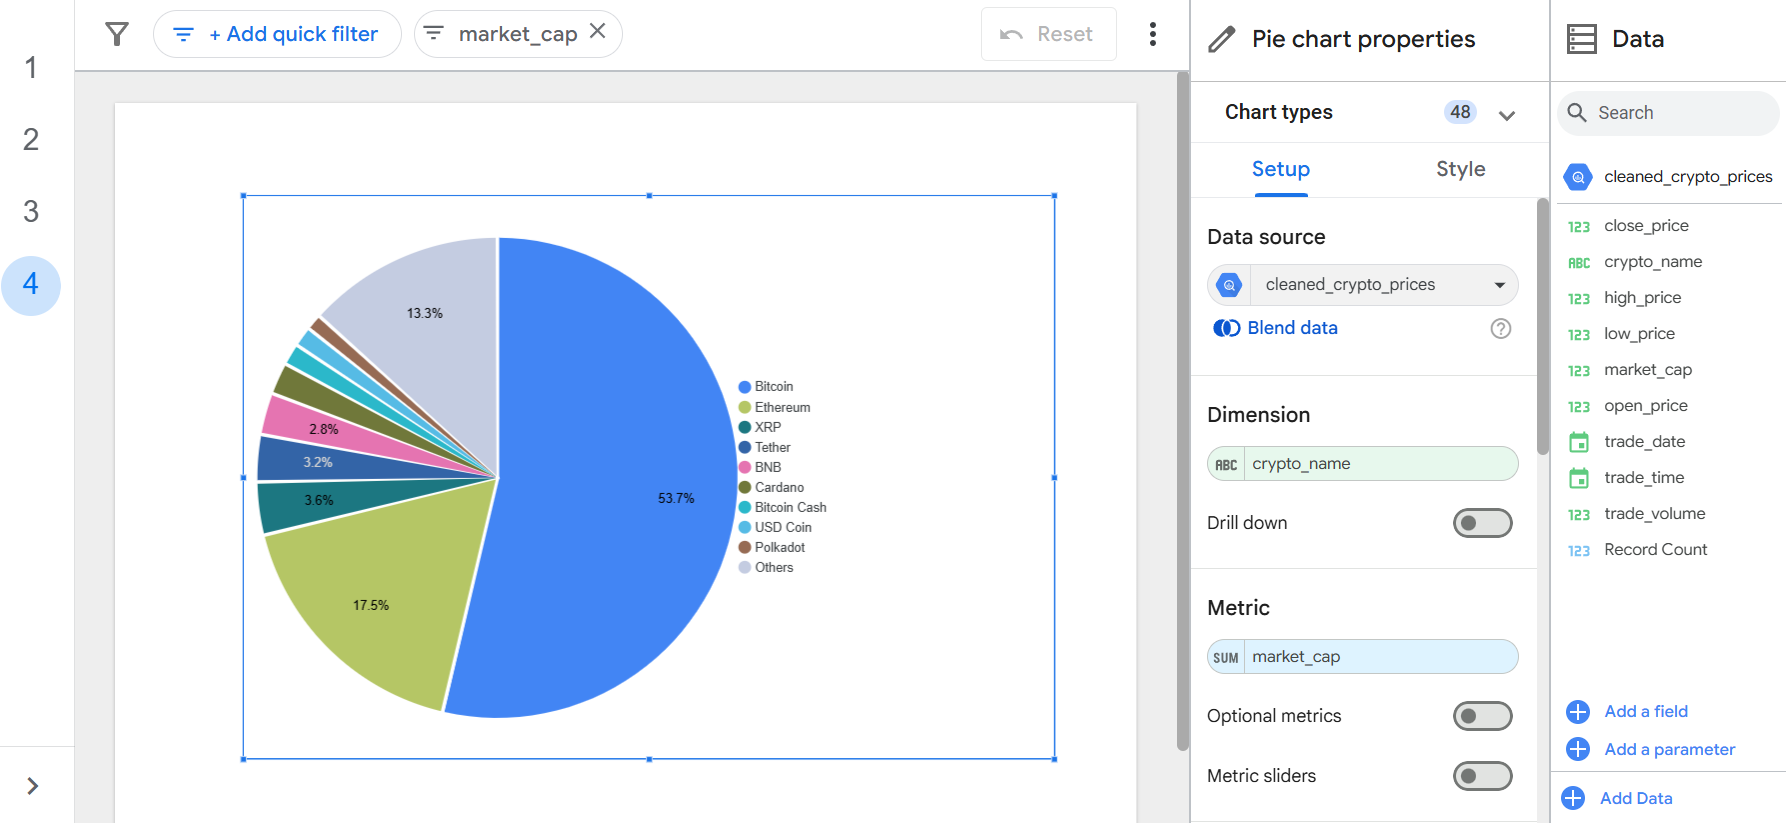 1
2
3
4
+ Add quick filter
market_cap
Reset
13.3%
2.8%
3.2%
3.6%
17.5%
53.7%
Bitcoin
Ethereum
XRP
Tether
BNB
Cardano
Bitcoin Cash
USD Coin
Polkadot
Others
Pie chart properties
Chart types
48
Setup
Style
Data source
cleaned_crypto_prices
Blend data
?
Dimension
ABC crypto_name
Drill down
Metric
SUM market_cap
Optional metrics
Metric sliders
Data
Search
cleaned_crypto_prices
123 close_price
ABC crypto_name
123 high_price
123 low_price
123 market_cap
123 open_price
trade_date
trade_time
123 trade_volume
123 Record Count
Add a field
Add a parameter
Add Data